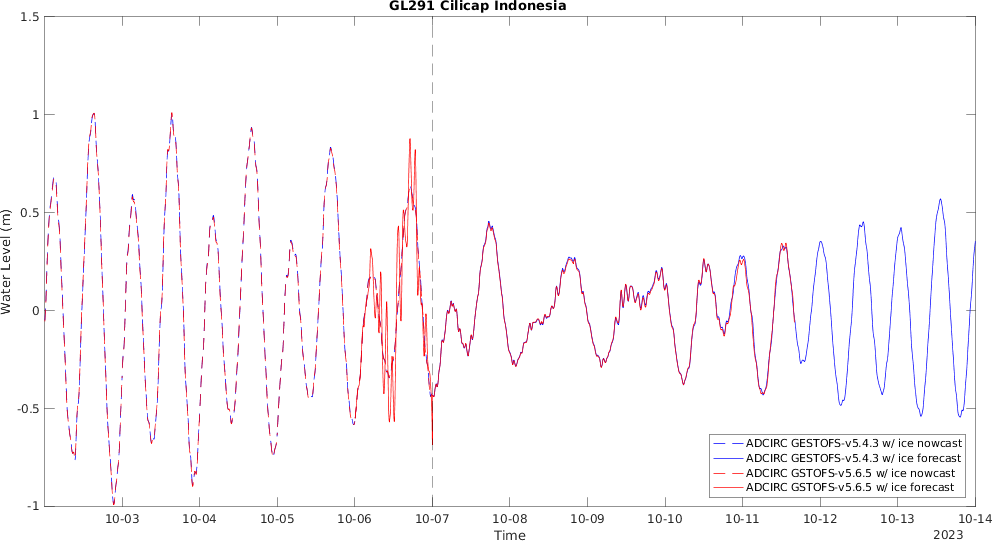 GL291 Cilicap Indonesia
1.5
1
0.5
0
-0.5
-1
Water Level (m)
10-03 10-04 10-05 10-06 10-07 10-08 10-09 10-10 10-11 10-12 10-13 10-14
Time
2023
ADCIRC GESTOFS-v5.4.3 w/ ice nowcast
ADCIRC GESTOFS-v5.4.3 w/ ice forecast
ADCIRC GSTOFS-v5.6.5 w/ ice nowcast
ADCIRC GSTOFS-v5.6.5 w/ ice forecast